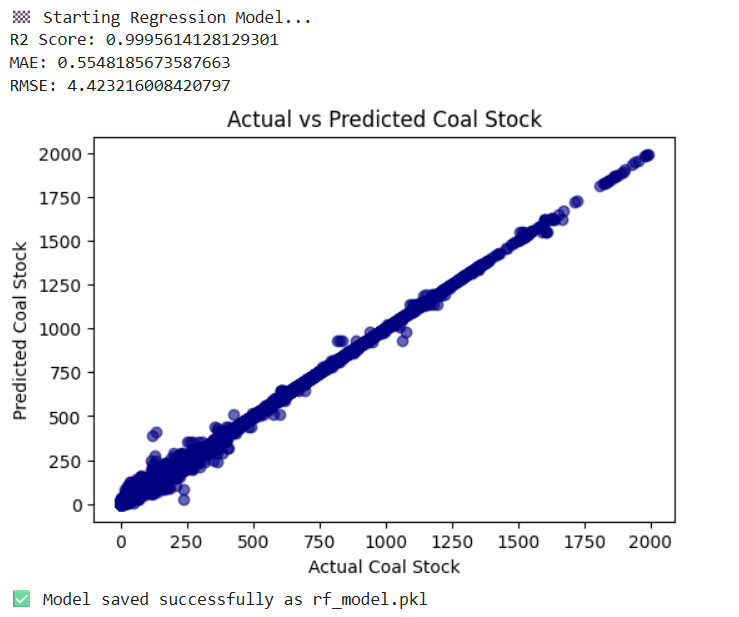 🏁 Starting Regression Model...
R2 Score: 0.9995614128129301
MAE: 0.5548185673587663
RMSE: 4.423216008420797
Actual vs Predicted Coal Stock
2000
1750
1500
1250
1000
750
500
250
0
Predicted Coal Stock
0 250 500 750 1000 1250 1500 1750 2000
Actual Coal Stock
✅ Model saved successfully as rf_model.pkl